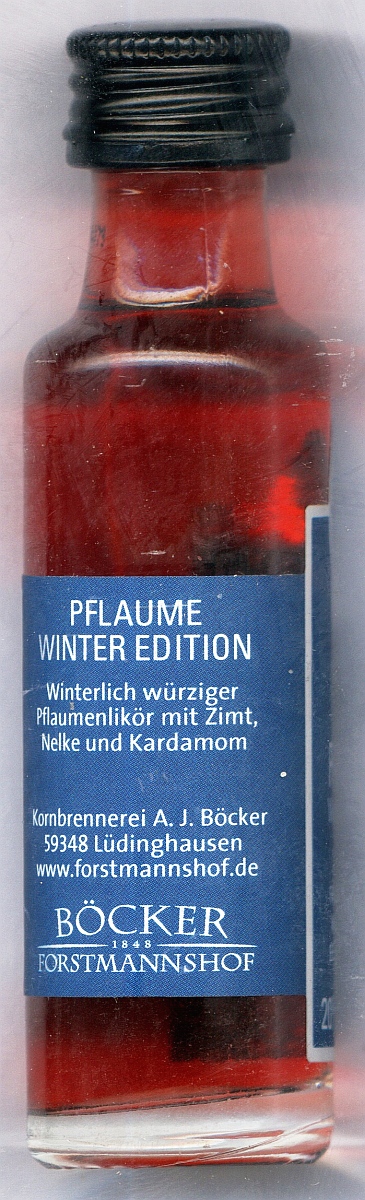 PFLAUME
WINTER EDITION
Winterlich würziger
Pflaumenlikör mit Zimt,
Nelke und Kardamom
Kornbrennerei A. J. Böcker
59348 Lüdinghausen
www.forstmannshof.de
BÖCKER
1848
FORSTMANNSHOF